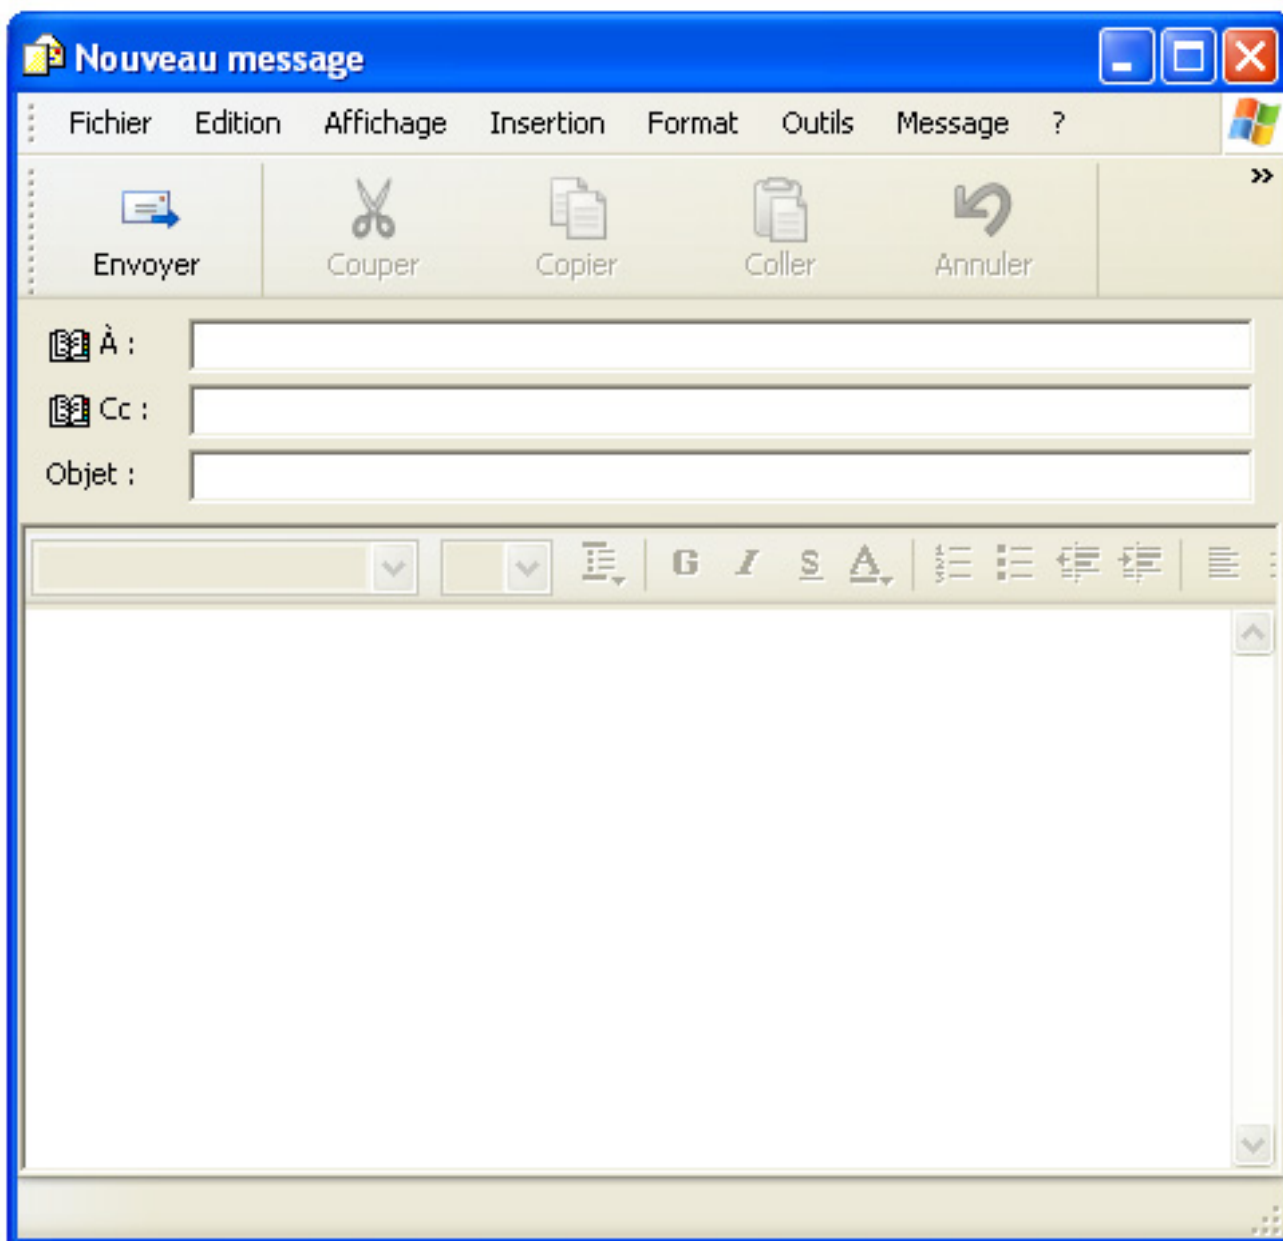 Nouveau message
Fichier Edition Affichage Insertion Format Outils Message ?
»
Envoyer Couper Copier Coller Annuler
À :
Cc :
Objet :
G I S A